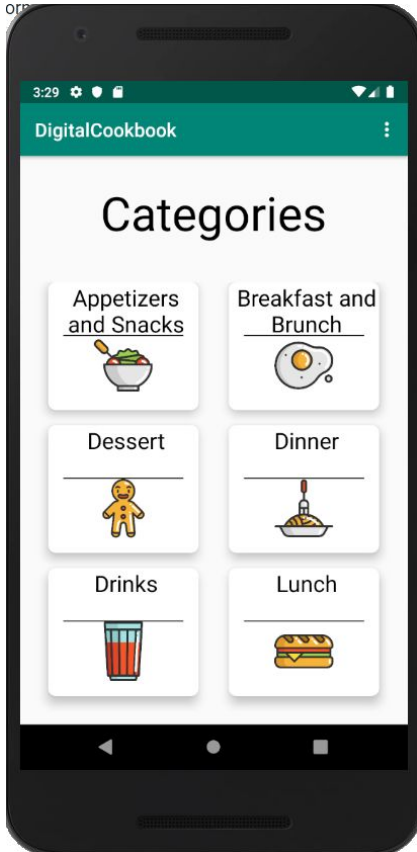 3:29
DigitalCookbook
Categories
Appetizers
and Snacks
Breakfast and
Brunch
Dessert
Dinner
Drinks
Lunch